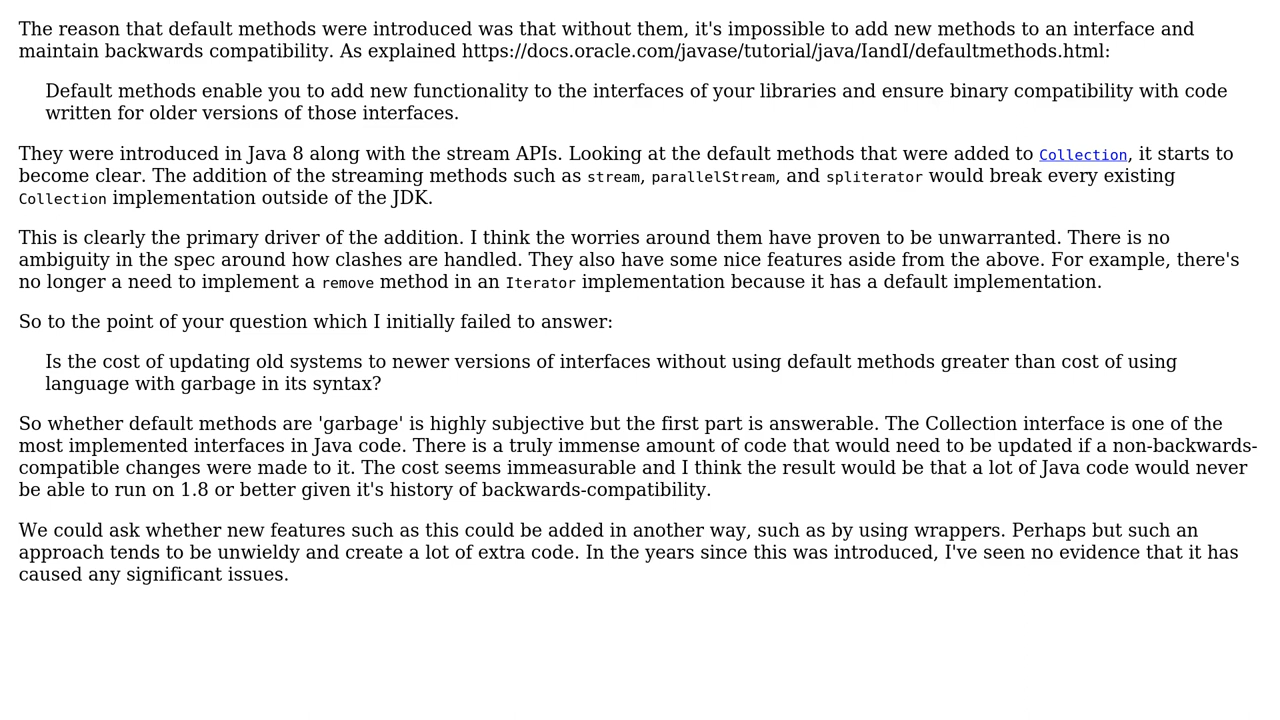 The reason that default methods were introduced was that without them, it's impossible to add new methods to an interface and
maintain backwards compatibility. As explained https://docs.oracle.com/javase/tutorial/java/IandI/defaultmethods.html:
Default methods enable you to add new functionality to the interfaces of your libraries and ensure binary compatibility with code
written for older versions of those interfaces.
They were introduced in Java 8 along with the stream APIs. Looking at the default methods that were added to Collection, it starts to
become clear. The addition of the streaming methods such as stream, parallelStream, and spliterator would break every existing
Collection implementation outside of the JDK.
This is clearly the primary driver of the addition. I think the worries around them have proven to be unwarranted. There is no
ambiguity in the spec around how clashes are handled. They also have some nice features aside from the above. For example, there's
no longer a need to implement a remove method in an Iterator implementation because it has a default implementation.
So to the point of your question which I initially failed to answer:
Is the cost of updating old systems to newer versions of interfaces without using default methods greater than cost of using
language with garbage in its syntax?
So whether default methods are 'garbage' is highly subjective but the first part is answerable. The Collection interface is one of the
most implemented interfaces in Java code. There is a truly immense amount of code that would need to be updated if a non-backwards-
compatible changes were made to it. The cost seems immeasurable and I think the result would be that a lot of Java code would never
be able to run on 1.8 or better given it's history of backwards-compatibility.
We could ask whether new features such as this could be added in another way, such as by using wrappers. Perhaps but such an
approach tends to be unwieldy and create a lot of extra code. In the years since this was introduced, I've seen no evidence that it has
caused any significant issues.